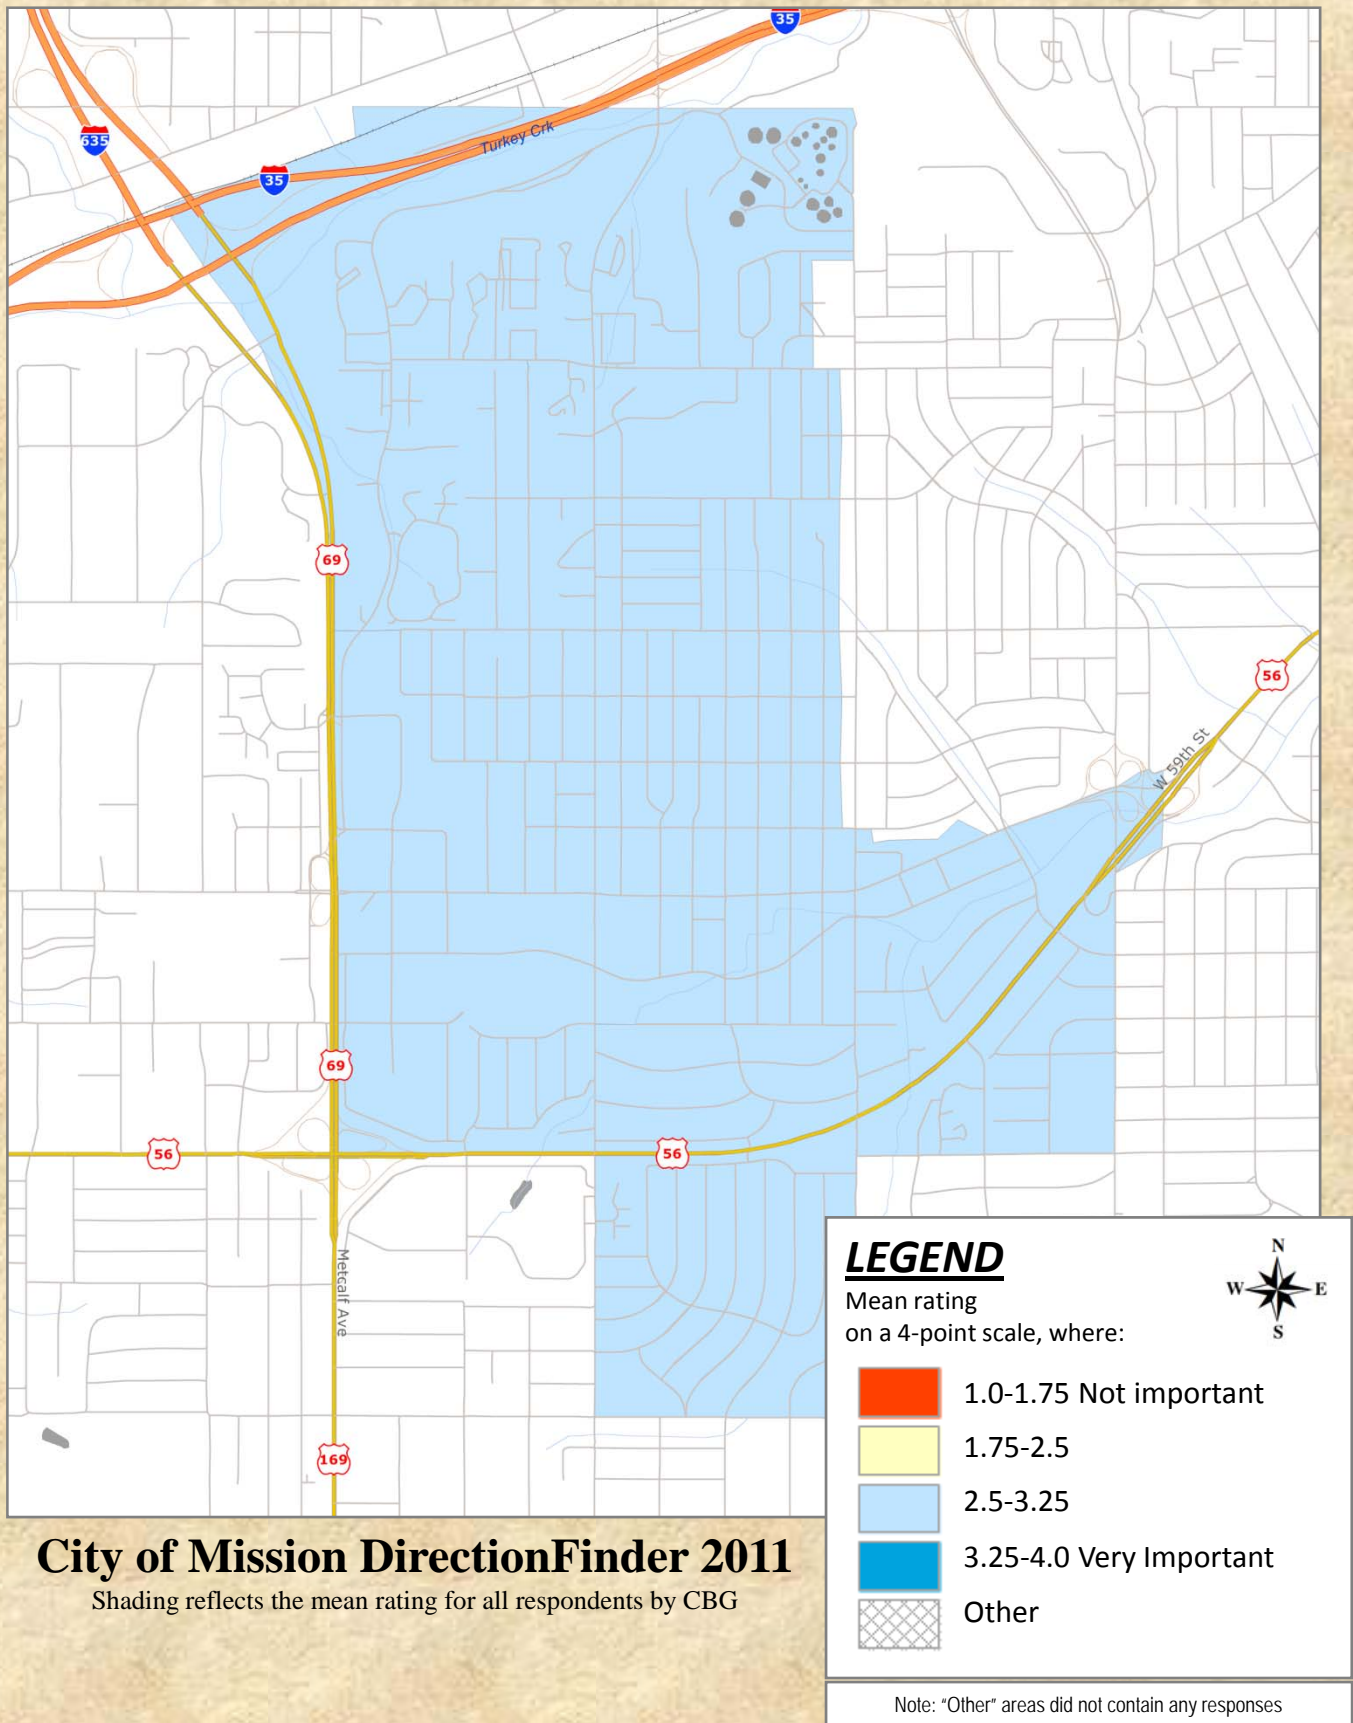 35
635
35
Turkey Crk
69
56
W 59th St
69
56
56
Metcalf Ave
169
LEGEND
Mean rating
on a 4-point scale, where:
N
W E
S
1.0-1.75 Not important
1.75-2.5
2.5-3.25
3.25-4.0 Very Important
Other
City of Mission DirectionFinder 2011
Shading reflects the mean rating for all respondents by CBG
Note: “Other” areas did not contain any responses